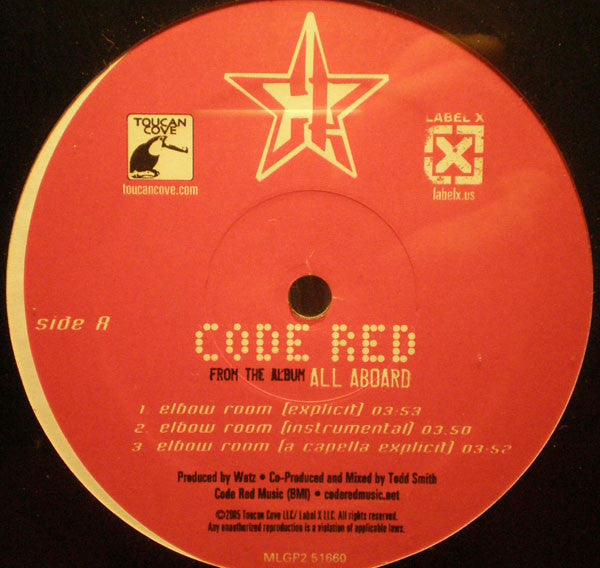 TOUCAN
COVE
toucancove.com
LABEL X
X
labelx.us
side A
CODE RED
FROM THE ALBUM ALL ABOARD
1. elbow room (explicit) 03:53
2. elbow room (instrumental) 03.50
3 elbow room (a capella explicit) 03:52
Produced by Watz • Co-Produced and Mixed by Todd Smith
Code Red Music (BMI) • coderedmusic.net
©2005 Toucan Cove LLC/ Label X LLC. All rights reserved.
Any unauthorized reproduction is a violation of applicable laws.
MLGP2 51660